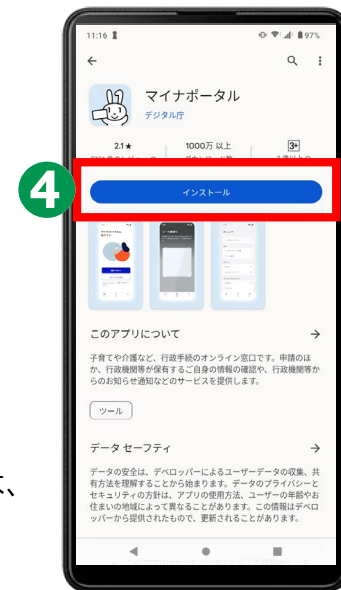 11:16
97%
マイナポータル
デジタル庁
2.1★
1000万 以上
3+
4
インストール
このアプリについて
子育てや介護など、行政手続のオンライン窓口です。申請のほ
か、行政機関等が保有するご自身の情報の確認や、行政機関等か
らのお知らせ通知などのサービスを提供します。
ツール
データ セーフティ
データの安全は、デベロッパーによるユーザーデータの収集、共
有方法を理解することから始まります。データのプライバシーと
セキュリティの方針は、アプリの使用方法、ユーザーの年齢やお
住まいの地域によって異なることがあります。この情報はデベロ
ッパーから提供されたもので、更新されることがあります。